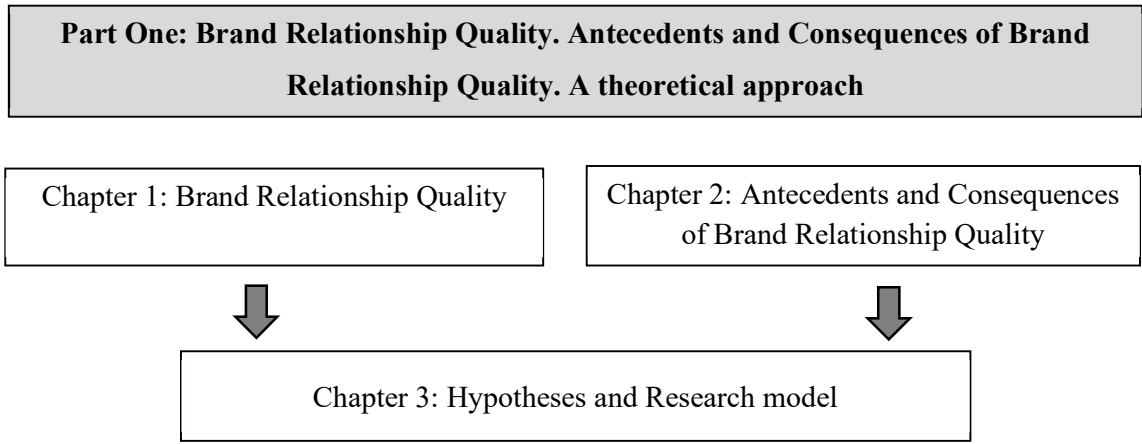 Part One: Brand Relationship Quality. Antecedents and Consequences of Brand
Relationship Quality. A theoretical approach
Chapter 1: Brand Relationship Quality
Chapter 2: Antecedents and Consequences
of Brand Relationship Quality
Chapter 3: Hypotheses and Research model